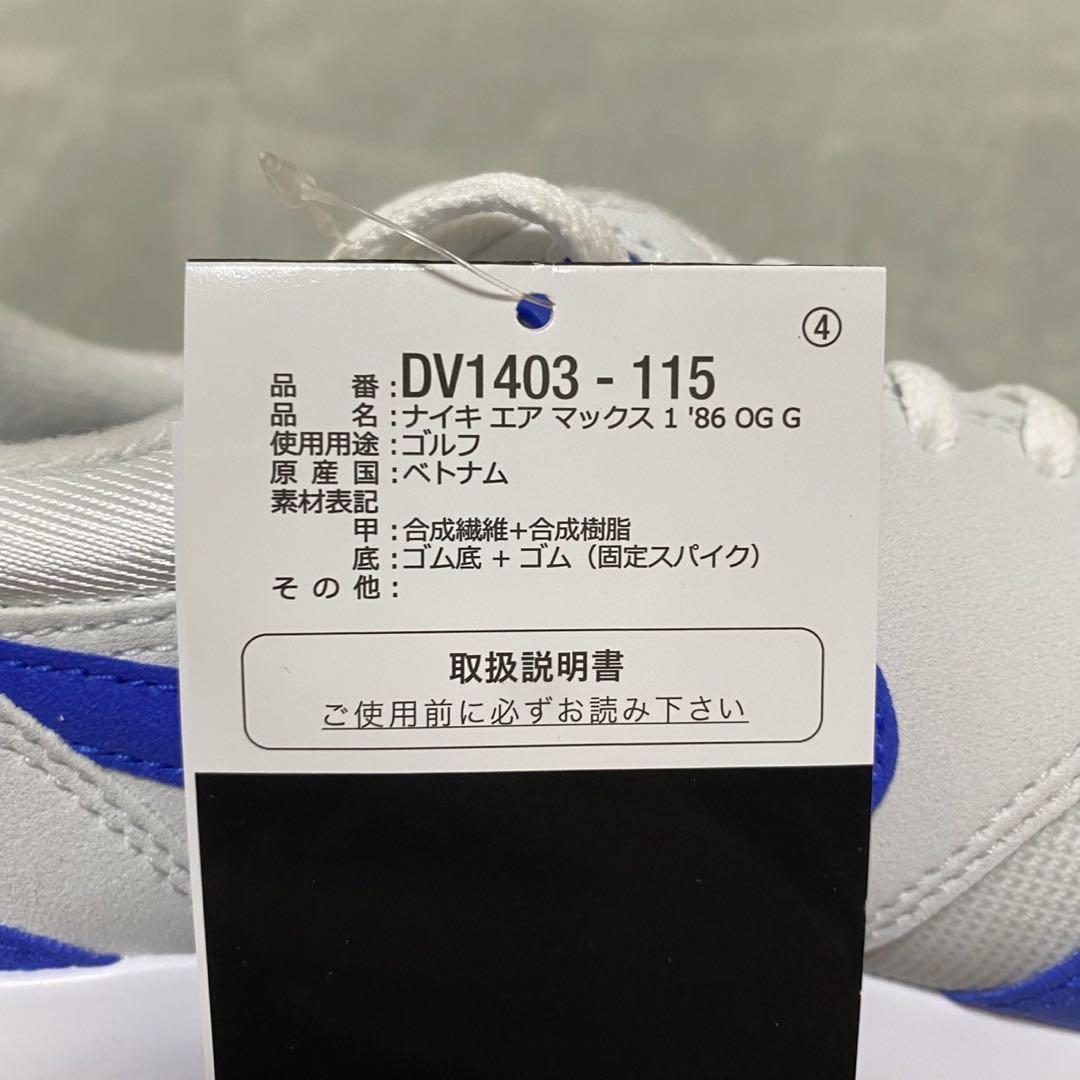 ④
品番:DV1403 - 115
品名:ナイキ エア マックス 1 '86 OG G
使用用途:ゴルフ
原産国:ベトナム
素材表記
甲:合成繊維+合成樹脂
底:ゴム底 + ゴム（固定スパイク）
その他:
取扱説明書
ご使用前に必ずお読み下さい